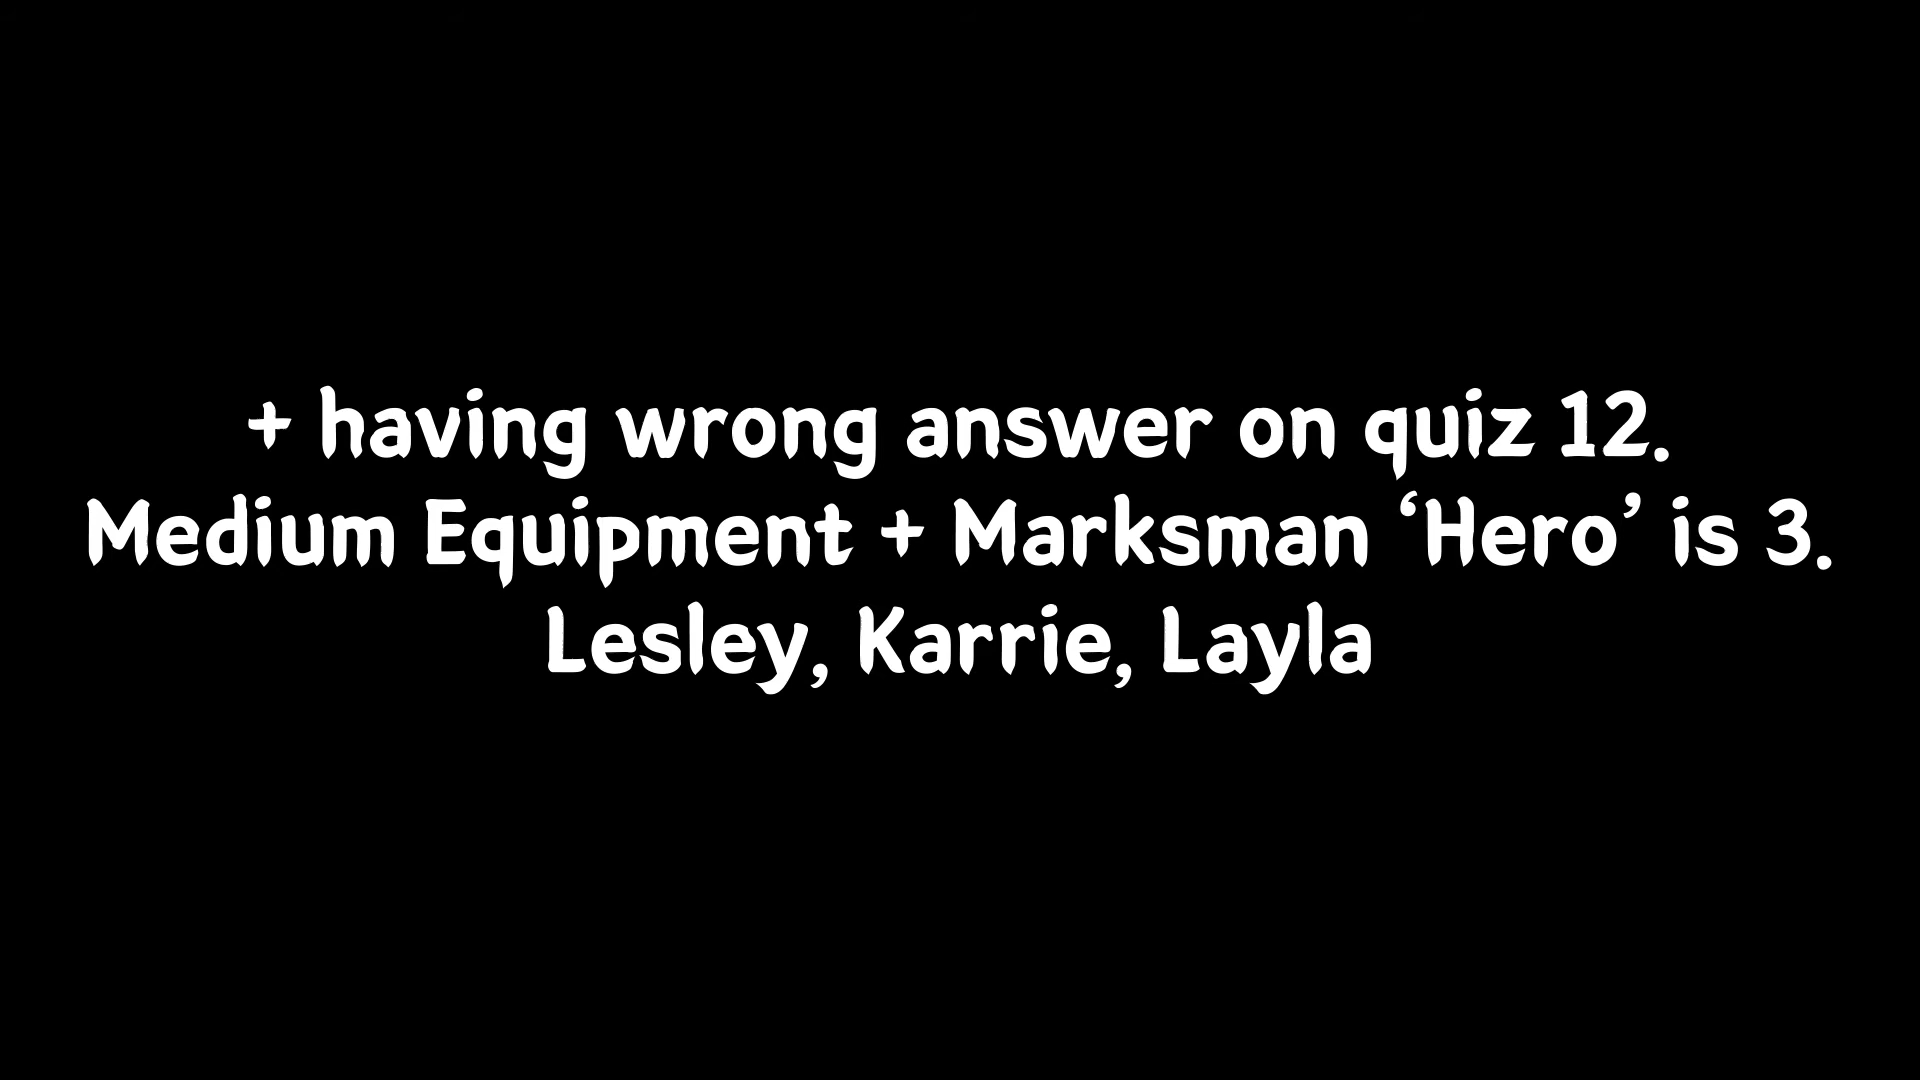 + having wrong answer on quiz 12.
Medium Equipment + Marksman ‘Hero’ is 3.
Lesley, Karrie, Layla